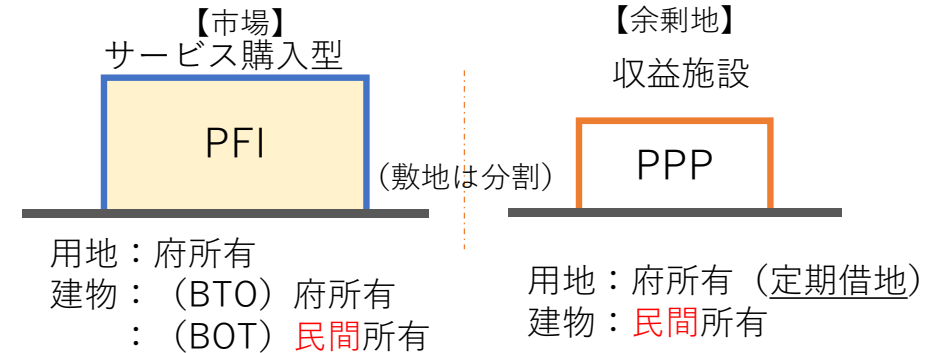 【市場】
サービス購入型
PFI
用地：府所有
建物：（BTO）府所有
：（BOT）民間所有
（敷地は分割）
【余剰地】
収益施設
PPP
用地：府所有（定期借地）
建物：民間所有